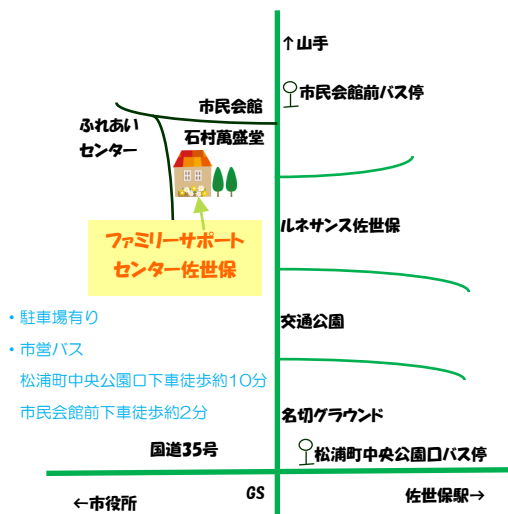 ↑山手
市民会館前バス停
市民会館
ふれあい
センター
石村萬盛堂
ファミリーサポート
センター佐世保
ルネサンス佐世保
・駐車場有り
・市営バス
松浦町中央公園口下車徒歩約10分
市民会館前下車徒歩約2分
交通公園
名切グラウンド
国道35号
松浦町中央公園口バス停
←市役所
GS
佐世保駅→